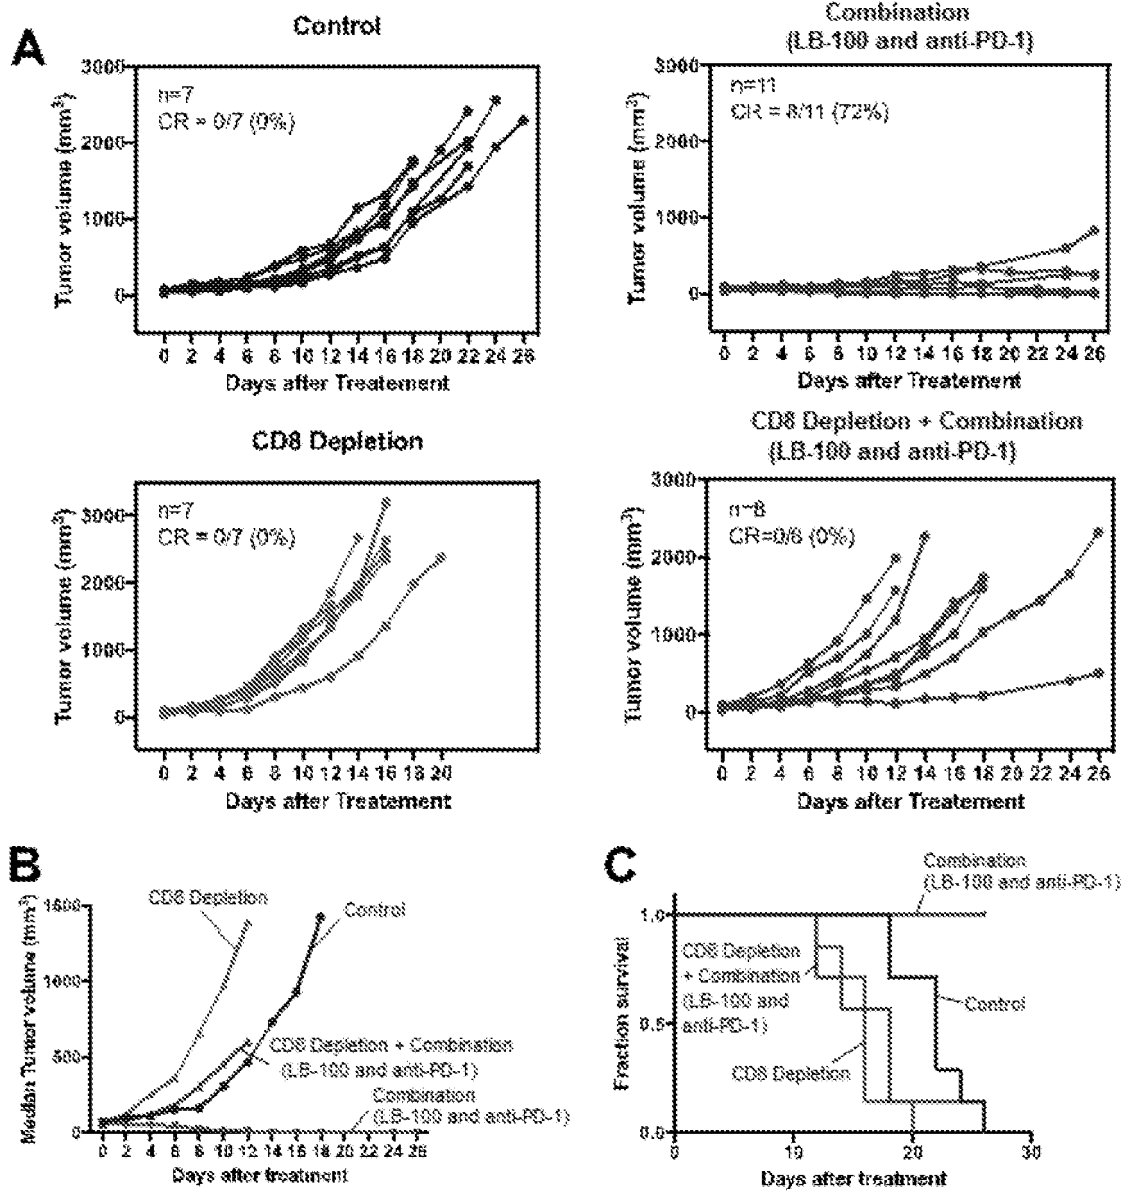 A
Control
3000
2000
1000
0
Tumor volume (mm³)
n=7
CR = 0/7 (0%)
0 2 4 6 8 10 12 14 16 18 20 22 24 26
Days after Treatement
Combination
(LB-100 and anti-PD-1)
3000
2000
1000
0
Tumor volume (mm³)
n=11
CR = 8/11 (72%)
0 2 4 6 8 10 12 14 16 18 20 22 24 26
Days after Treatement
CD8 Depletion
3000
2000
1000
0
Tumor volume (mm³)
n=7
CR = 0/7 (0%)
0 2 4 6 8 10 12 14 16 18 20
Days after Treatement
CD8 Depletion + Combination
(LB-100 and anti-PD-1)
3000
2000
1000
0
Tumor volume (mm³)
CR=0/8 (0%)
0 2 4 6 8 10 12 14 16 18 20 22 24 26
Days after Treatement
B
1500
1000
500
0
Median Tumor volume (mm³)
CD8 Depletion
Control
CD8 Depletion + Combination
(LB-100 and anti-PD-1)
Combination
(LB-100 and anti-PD-1)
0 2 4 6 8 10 12 14 16 18 20 22 24 26
Days after treatment
C
Combination
(LB-100 and anti-PD-1)
1.0
0.5
0.0
Fraction survival
CD8 Depletion
+ Combination
(LB-100 and
anti-PD-1)
Control
CD8 Depletion
0 10 20 30
Days after treatment